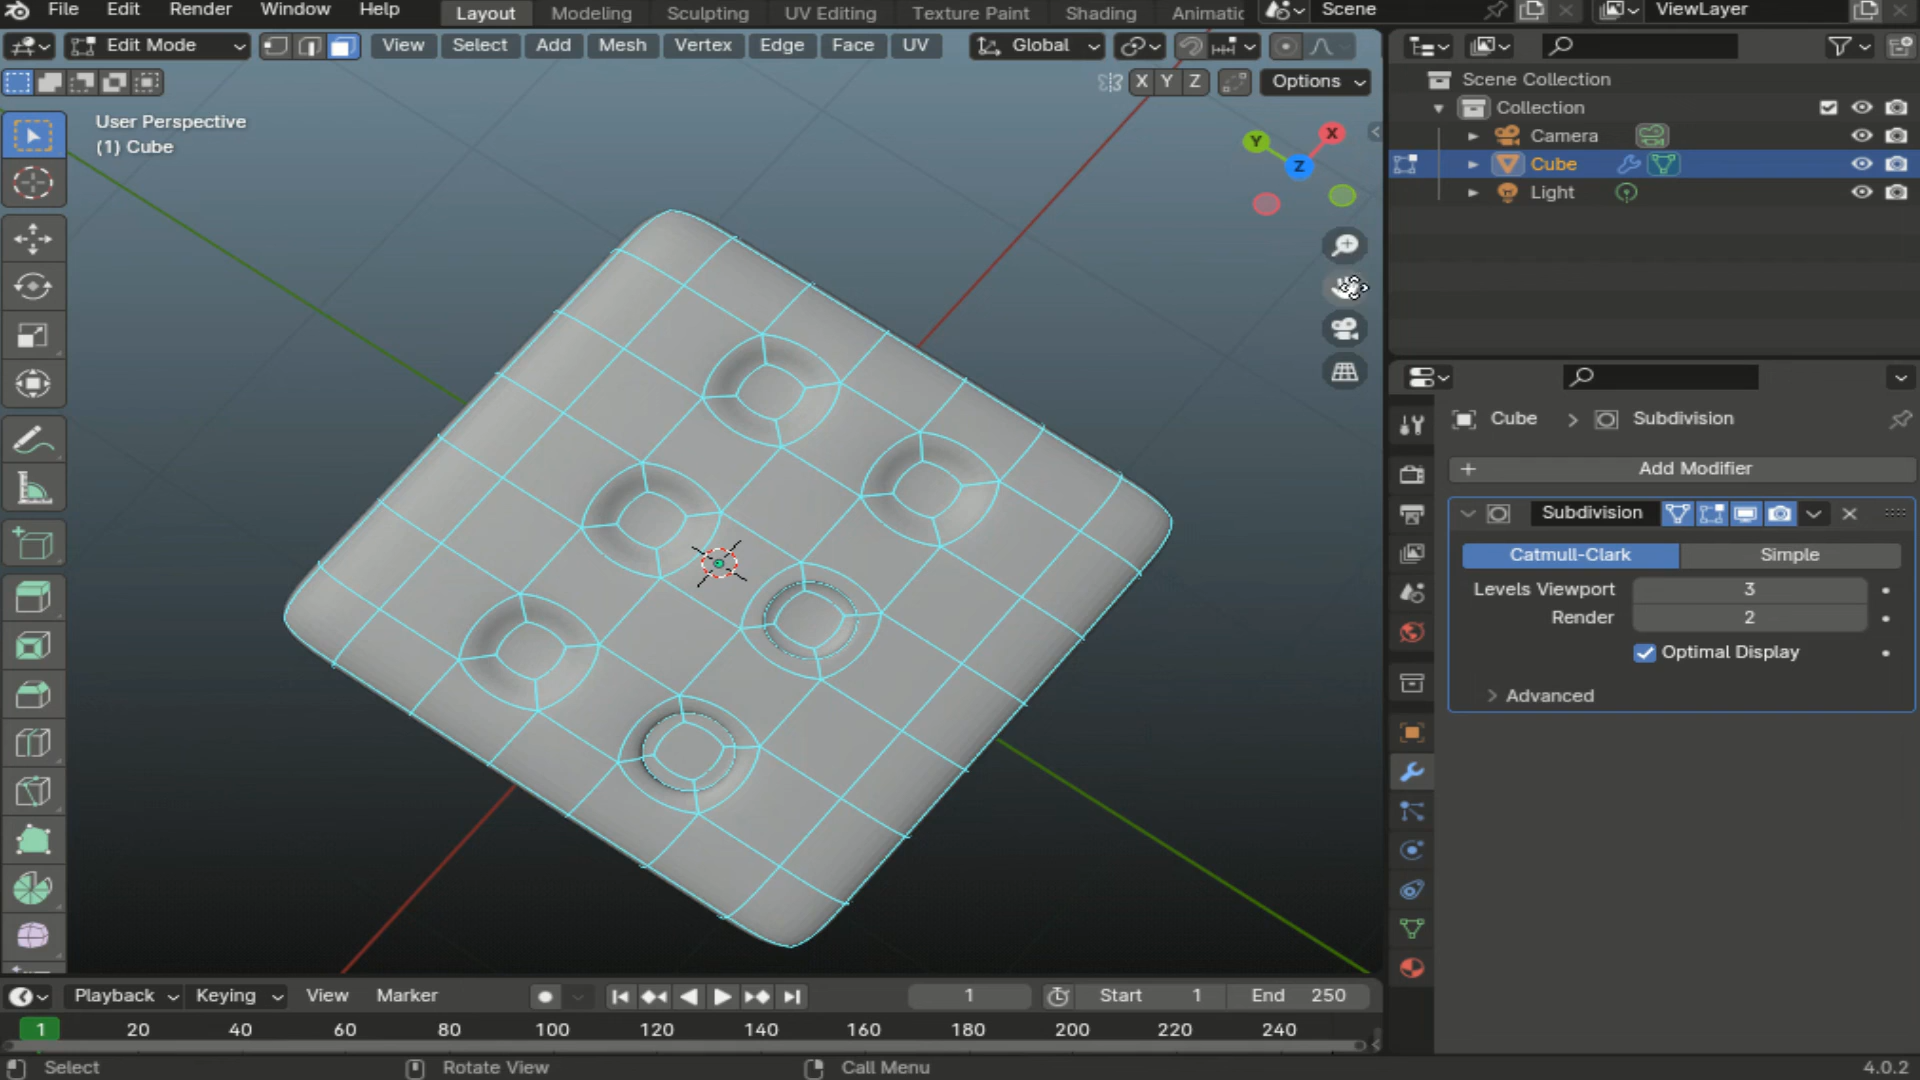 File Edit Render Window Help Layout Modeling Sculpting UV Editing Texture Paint Shading Animatic Scene ViewLayer
Edit Mode View Select Add Mesh Vertex Edge Face UV Global
X Y Z Options
User Perspective
(1) Cube
Y X Z
Scene Collection
Collection
Camera
Cube
Light
Cube > Subdivision
+ Add Modifier
Subdivision
Catmull-Clark Simple
Levels Viewport 3
Render 2
Optimal Display
Advanced
Playback Keying View Marker 1 Start 1 End 250
1 20 40 60 80 100 120 140 160 180 200 220 240
Select Rotate View Call Menu 4.0.2